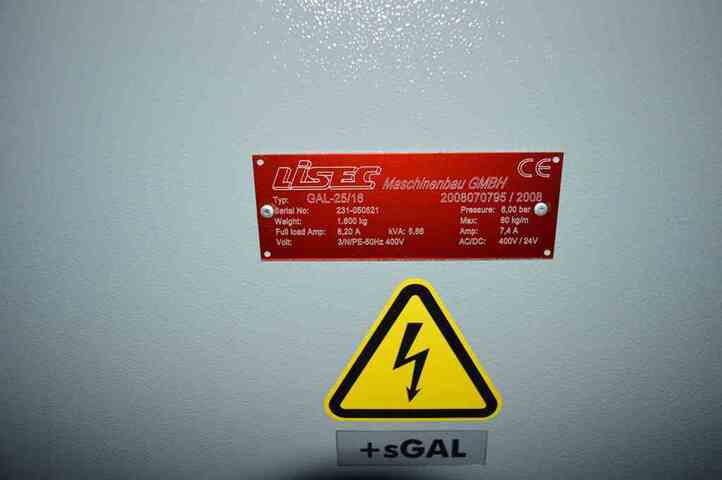 LiSEC Maschinenbau GMBH CE
Typ: GAL-25/16 2008070795 / 2008
Serial No: 231-050521 Pressure: 6,00 bar
Weight: 1.600 kg Max: 80 kg/m
Full load Amp: 8,20 A kVA: 5,68 Amp: 7,4 A
Volt: 3/N/PE-50Hz 400V AC/DC: 400V / 24V
+sGAL